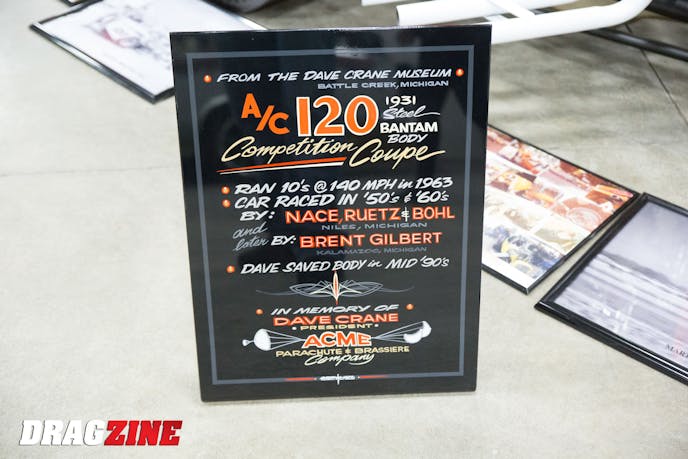 FROM THE DAVE CRANE MUSEUM
BATTLE CREEK, MICHIGAN
A/C 120 1931
Steel
BANTAM
BODY
Competition Coupe
RAN 10's @ 140 MPH in 1963
CAR RACED IN '50's & '60's
BY: NACE, RUETZ & BOHL
NILES, MICHIGAN
and later BY: BRENT GILBERT
KALAMAZOO, MICHIGAN
DAVE SAVED BODY in MID '90's
IN MEMORY OF
DAVE CRANE
PRESIDENT
ACME
PARACHUTE & BRASSIERE
Company
DRAGZINE